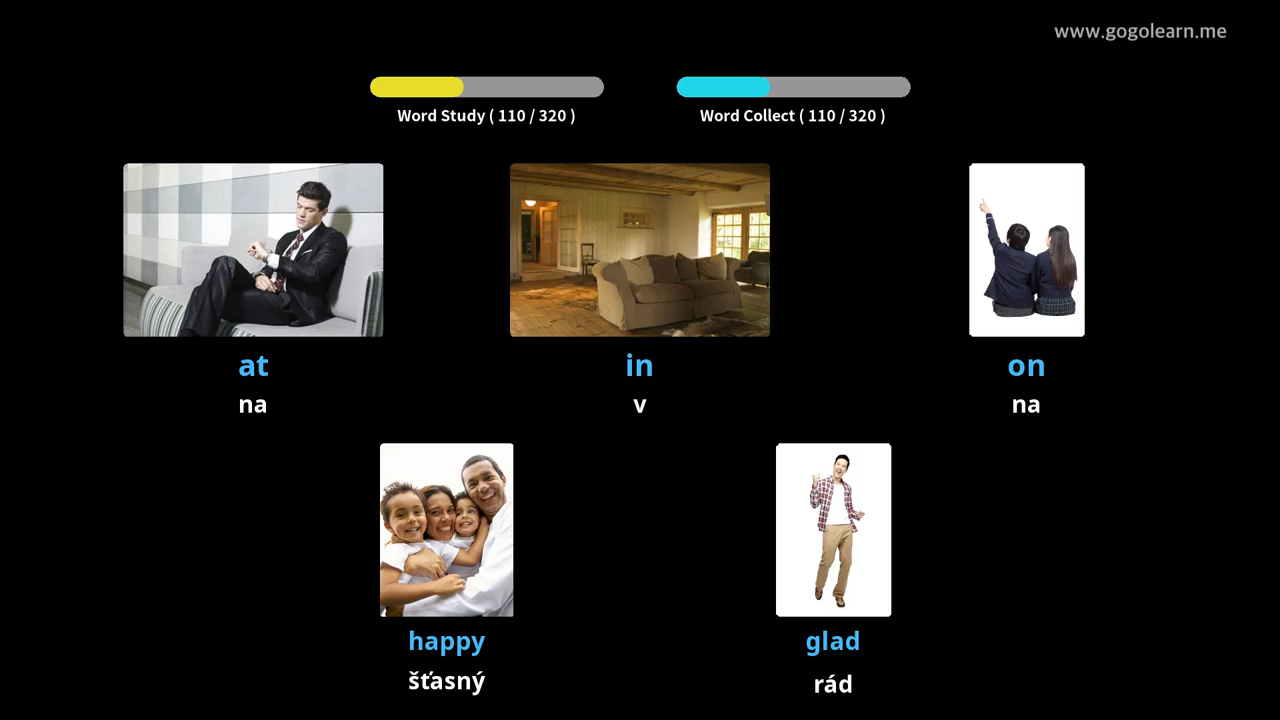 www.gogolearn.me
Word Study ( 110 / 320 )
Word Collect ( 110 / 320 )
at
in
on
na
v
na
happy
glad
šťasný
rád